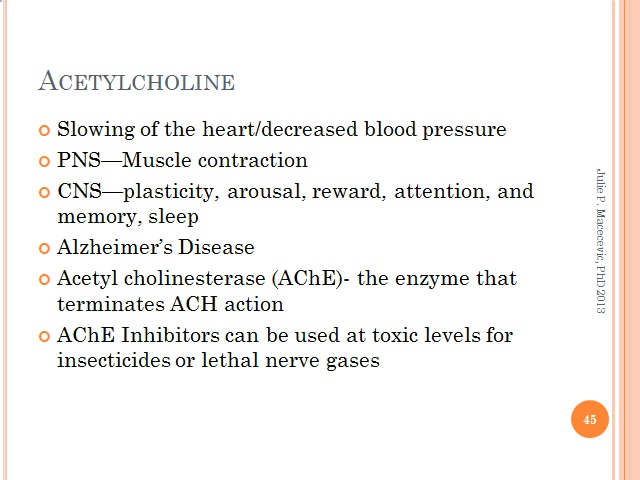 ACETYLCHOLINE
Slowing of the heart/decreased blood pressure
PNS—Muscle contraction
CNS—plasticity, arousal, reward, attention, and
memory, sleep
Alzheimer's Disease
Acetyl cholinesterase (AChE)- the enzyme that
terminates ACH action
AChE Inhibitors can be used at toxic levels for
insecticides or lethal nerve gases
Julie P. Macecevic, PhD 2013
45